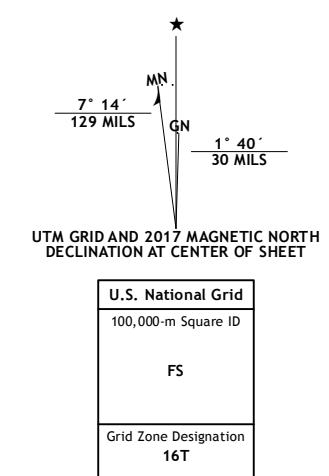 ★
MN
7° 14´
129 MILS
GN
1° 40´
30 MILS
UTM GRID AND 2017 MAGNETIC NORTH
DECLINATION AT CENTER OF SHEET
U.S. National Grid
100,000-m Square ID
FS
Grid Zone Designation
16T